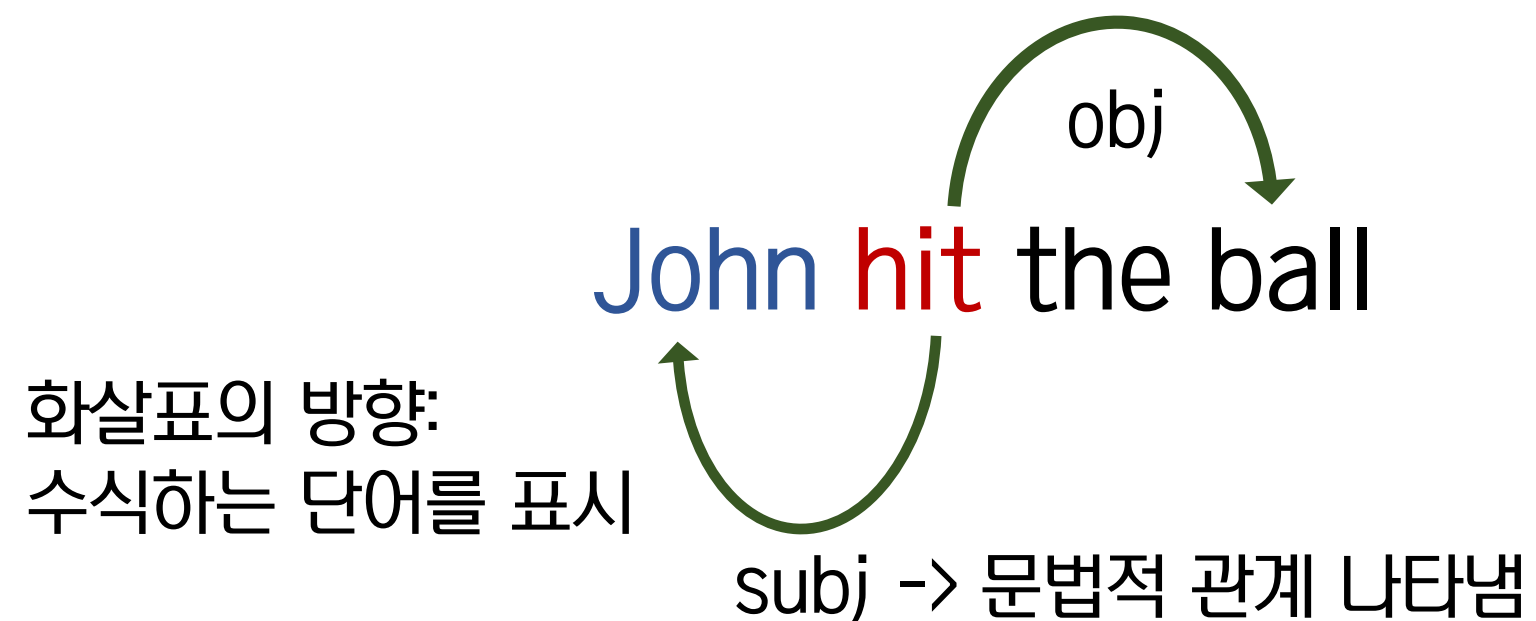 obj
John hit the ball
화살표의 방향:
수식하는 단어를 표시
subj -> 문법적 관계 나타냄